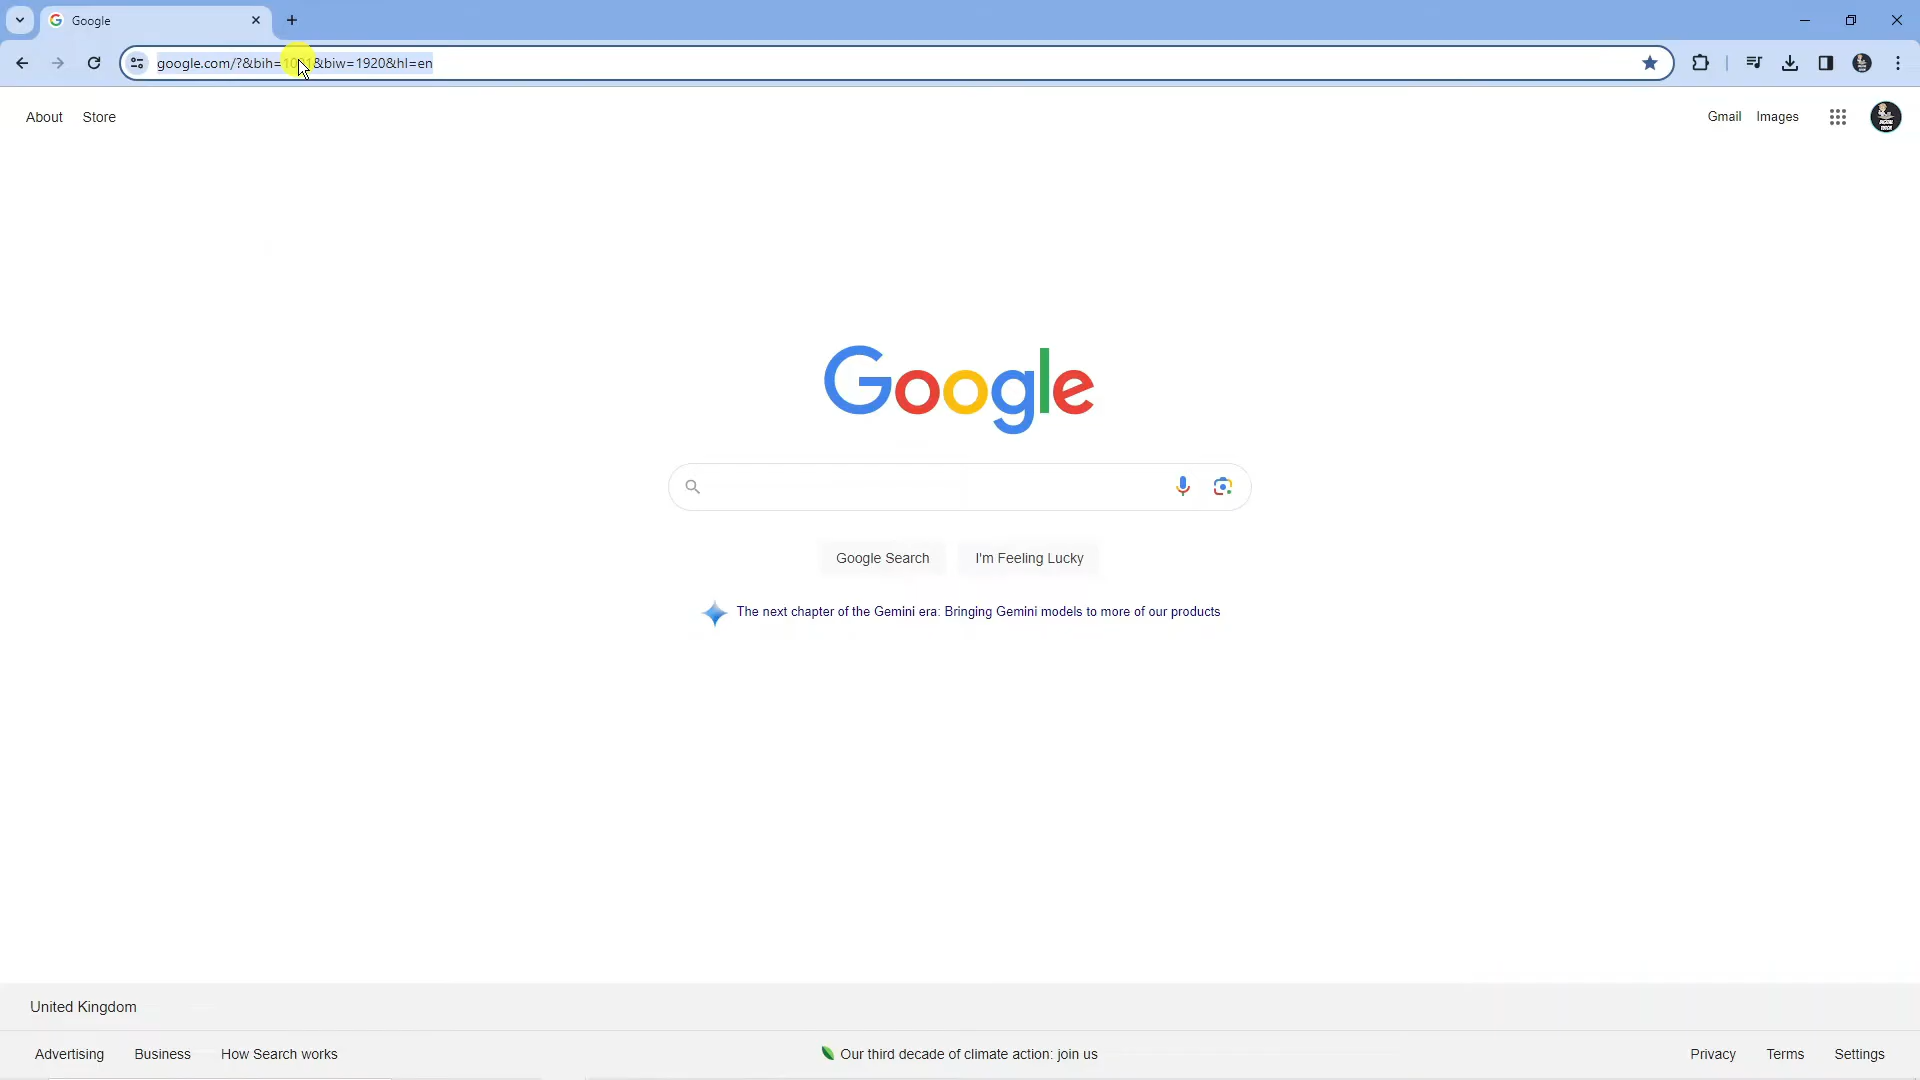 Google
google.com/?&bih=1001&biw=1920&hl=en
About Store
Gmail Images
Google
Google Search I'm Feeling Lucky
The next chapter of the Gemini era: Bringing Gemini models to more of our products
United Kingdom
Advertising Business How Search works
Our third decade of climate action: join us
Privacy Terms Settings